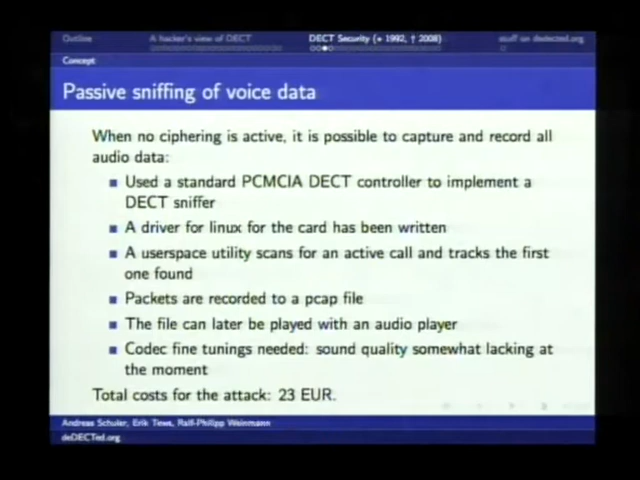 Outline
A hacker's view of DECT
DECT Security (* 1992, † 2008)
stuff on dedected.org
Concept
Passive sniffing of voice data
When no ciphering is active, it is possible to capture and record all
audio data:
Used a standard PCMCIA DECT controller to implement a
DECT sniffer
A driver for linux for the card has been written
A userspace utility scans for an active call and tracks the first
one found
Packets are recorded to a pcap file
The file can later be played with an audio player
Codec fine tunings needed: sound quality somewhat lacking at
the moment
Total costs for the attack: 23 EUR.
Andreas Schuler, Erik Tews, Ralf-Philipp Weinmann
deDECTed.org